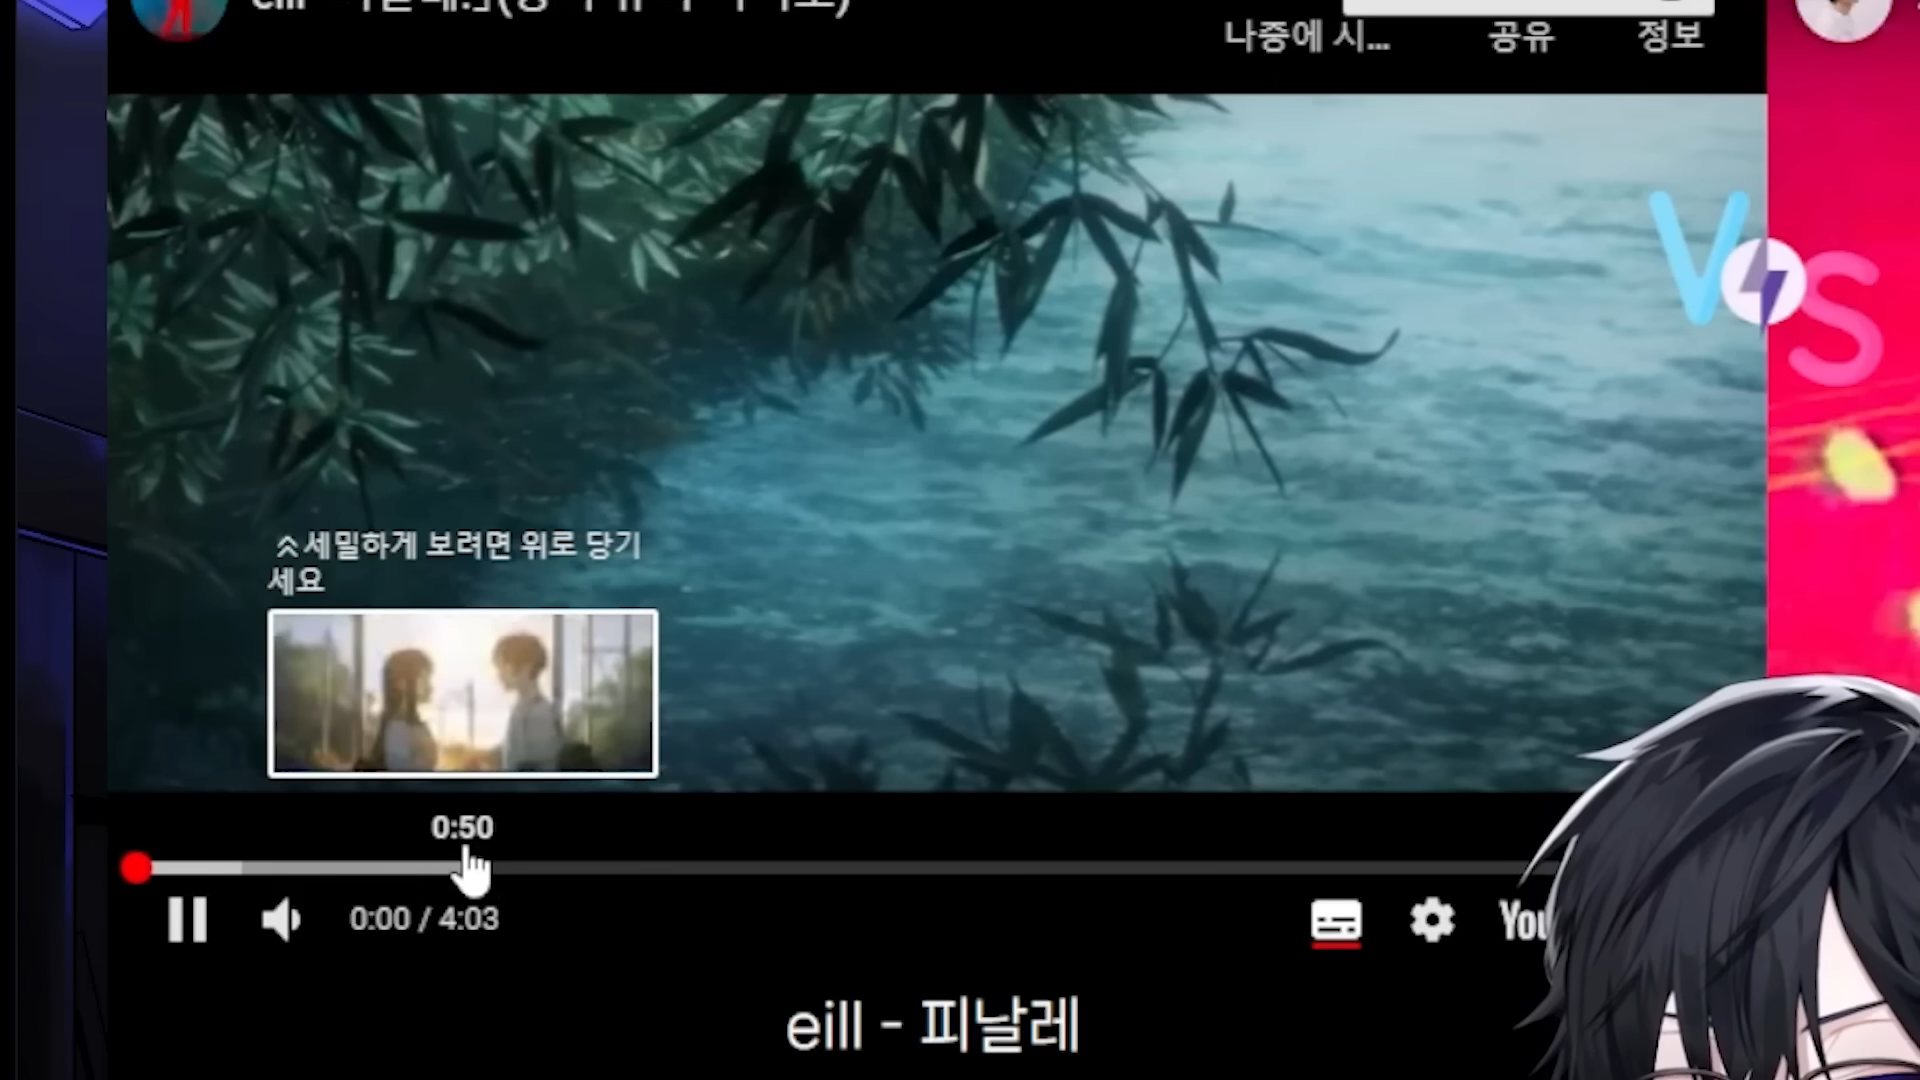 나중에 시...
공유
정보
VS
세밀하게 보려면 위로 당기
세요
0:50
0:00 / 4:03
eill - 피날레